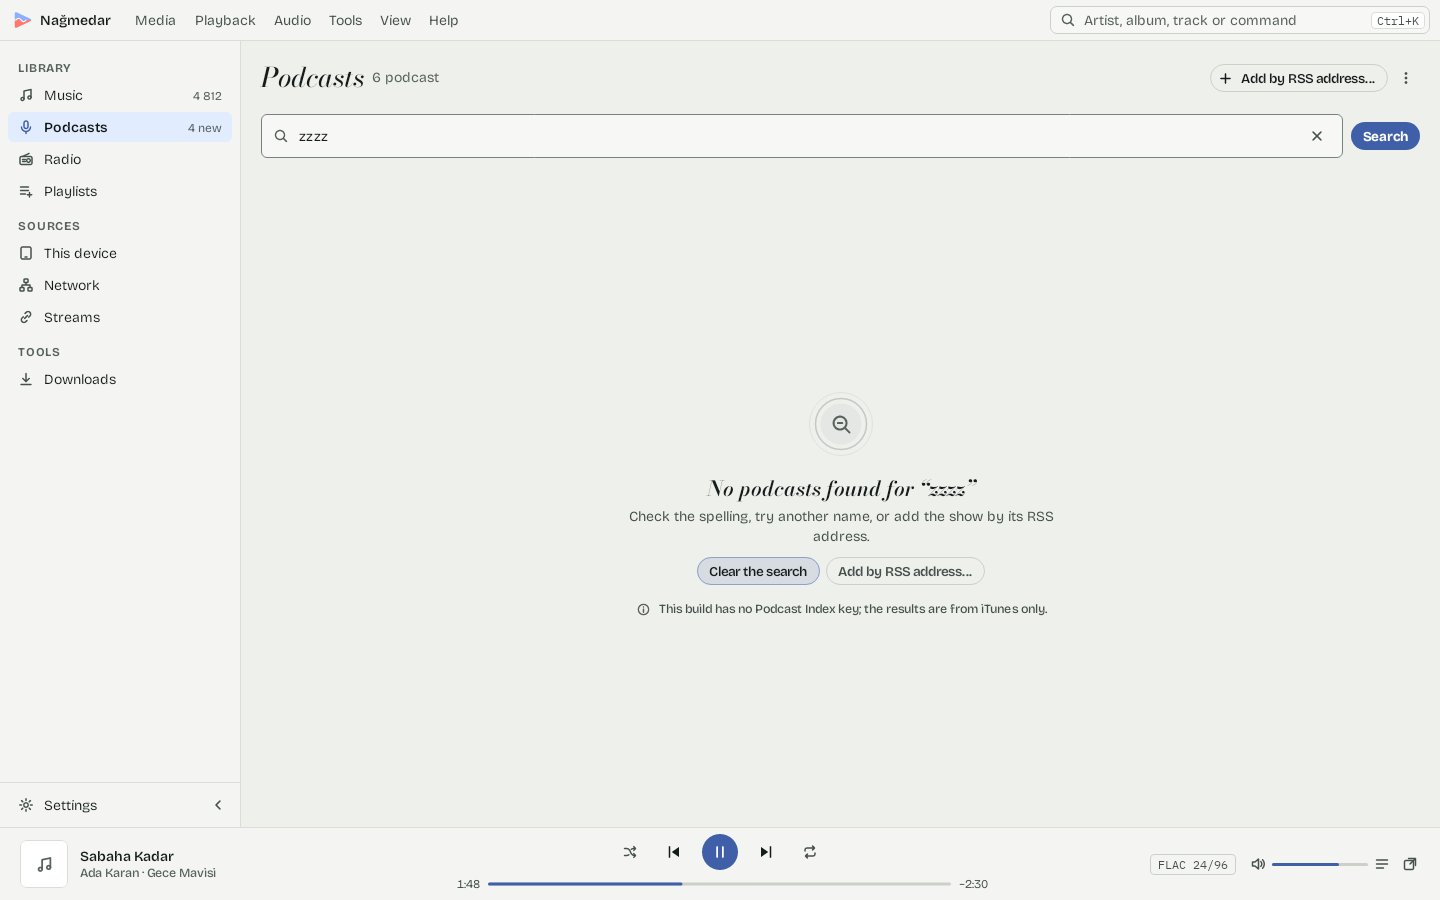 Nağmedar
Media
Playback
Audio
Tools
View
Help
Artist, album, track or command
Ctrl+K
LIBRARY
Music
4 812
Podcasts
4 new
Radio
Playlists
SOURCES
This device
Network
Streams
TOOLS
Downloads
Settings
Podcasts
6 podcast
Add by RSS address...
zzzz
Search
No podcasts found for “zzzz”
Check the spelling, try another name, or add the show by its RSS
address.
Clear the search
Add by RSS address...
This build has no Podcast Index key; the results are from iTunes only.
Sabaha Kadar
Ada Karan · Gece Mavisi
1:48
−2:30
FLAC 24/96